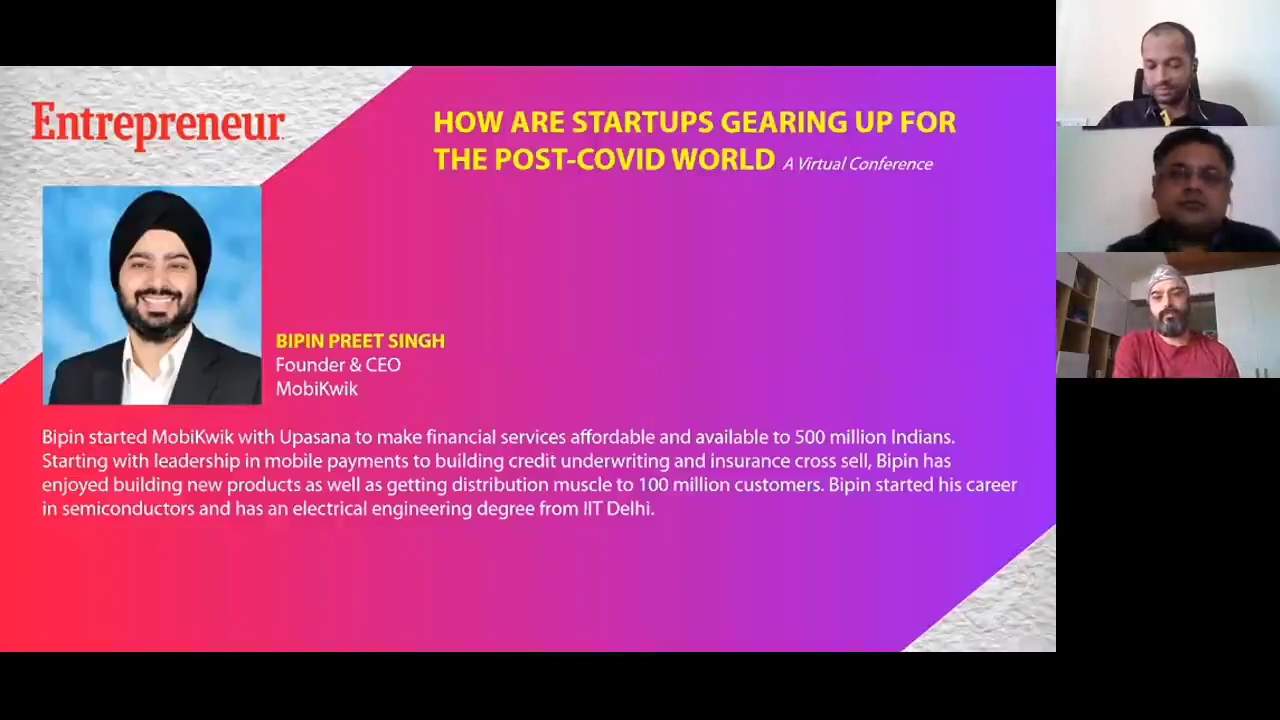 Entrepreneur
HOW ARE STARTUPS GEARING UP FOR
THE POST-COVID WORLD A Virtual Conference
BIPIN PREET SINGH
Founder & CEO
MobiKwik
Bipin started MobiKwik with Upasana to make financial services affordable and available to 500 million Indians.
Starting with leadership in mobile payments to building credit underwriting and insurance cross sell, Bipin has
enjoyed building new products as well as getting distribution muscle to 100 million customers. Bipin started his career
in semiconductors and has an electrical engineering degree from IIT Delhi.